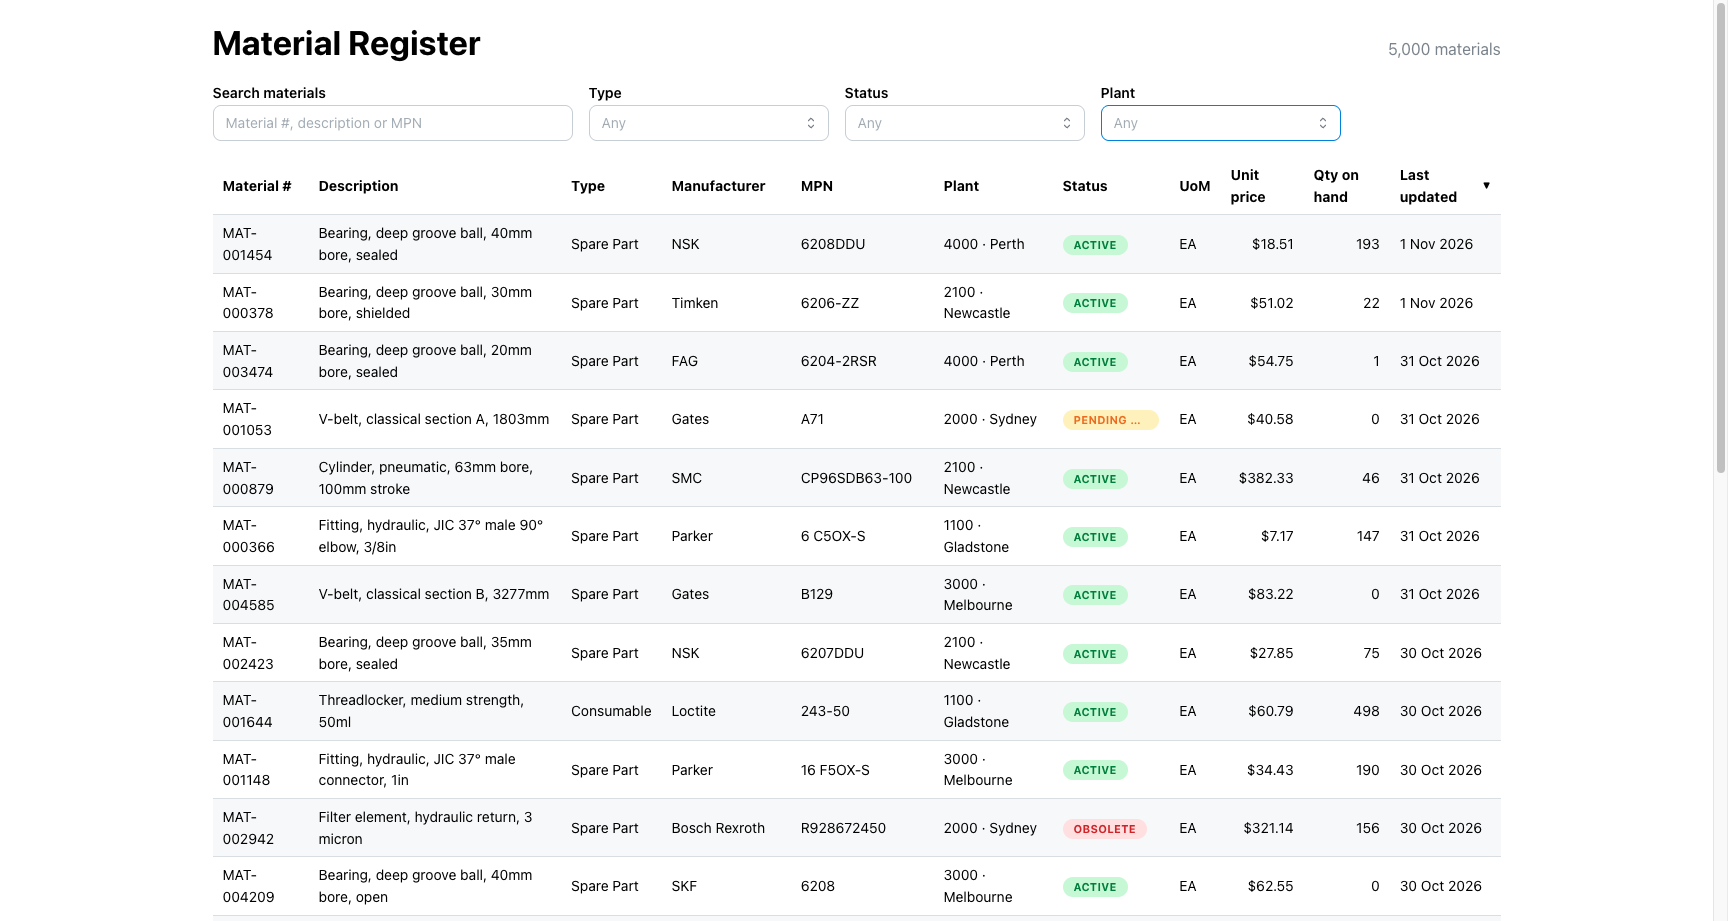 Material Register
5,000 materials
Search materials
Type
Status
Plant
Material #, description or MPN
Any
Any
Any
Material #
Description
Type
Manufacturer
MPN
Plant
Status
UoM
Unit
price
Qty on
hand
Last
updated
▼
MAT-
001454
Bearing, deep groove ball, 40mm
bore, sealed
Spare Part
NSK
6208DDU
4000 · Perth
ACTIVE
EA
$18.51
193
1 Nov 2026
MAT-
000378
Bearing, deep groove ball, 30mm
bore, shielded
Spare Part
Timken
6206-ZZ
2100 ·
Newcastle
ACTIVE
EA
$51.02
22
1 Nov 2026
MAT-
003474
Bearing, deep groove ball, 20mm
bore, sealed
Spare Part
FAG
6204-2RSR
4000 · Perth
ACTIVE
EA
$54.75
1
31 Oct 2026
MAT-
001053
V-belt, classical section A, 1803mm
Spare Part
Gates
A71
2000 · Sydney
PENDING ...
EA
$40.58
0
31 Oct 2026
MAT-
000879
Cylinder, pneumatic, 63mm bore,
100mm stroke
Spare Part
SMC
CP96SDB63-100
2100 ·
Newcastle
ACTIVE
EA
$382.33
46
31 Oct 2026
MAT-
000366
Fitting, hydraulic, JIC 37° male 90°
elbow, 3/8in
Spare Part
Parker
6 C5OX-S
1100 ·
Gladstone
ACTIVE
EA
$7.17
147
31 Oct 2026
MAT-
004585
V-belt, classical section B, 3277mm
Spare Part
Gates
B129
3000 ·
Melbourne
ACTIVE
EA
$83.22
0
31 Oct 2026
MAT-
002423
Bearing, deep groove ball, 35mm
bore, sealed
Spare Part
NSK
6207DDU
2100 ·
Newcastle
ACTIVE
EA
$27.85
75
30 Oct 2026
MAT-
001644
Threadlocker, medium strength,
50ml
Consumable
Loctite
243-50
1100 ·
Gladstone
ACTIVE
EA
$60.79
498
30 Oct 2026
MAT-
001148
Fitting, hydraulic, JIC 37° male
connector, 1in
Spare Part
Parker
16 F5OX-S
3000 ·
Melbourne
ACTIVE
EA
$34.43
190
30 Oct 2026
MAT-
002942
Filter element, hydraulic return, 3
micron
Spare Part
Bosch Rexroth
R928672450
2000 · Sydney
OBSOLETE
EA
$321.14
156
30 Oct 2026
MAT-
004209
Bearing, deep groove ball, 40mm
bore, open
Spare Part
SKF
6208
3000 ·
Melbourne
ACTIVE
EA
$62.55
0
30 Oct 2026